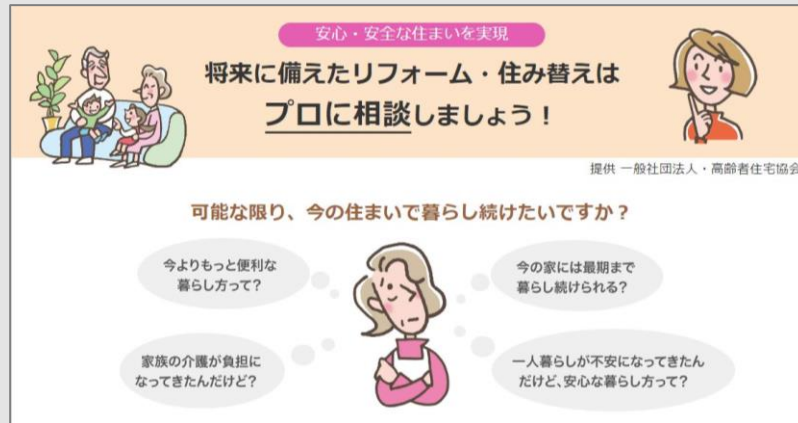 安心・安全な住まいを実現
将来に備えたリフォーム・住み替えは
プロに相談しましょう！
提供 一般社団法人・高齢者住宅協会
可能な限り、今の住まいで暮らし続けたいですか？
今よりもっと便利な
暮らし方って？
今の家には最期まで
暮らし続けられる？
家族の介護が負担に
なってきたんだけど？
一人暮らしが不安になってきたん
だけど、安心な暮らし方って？